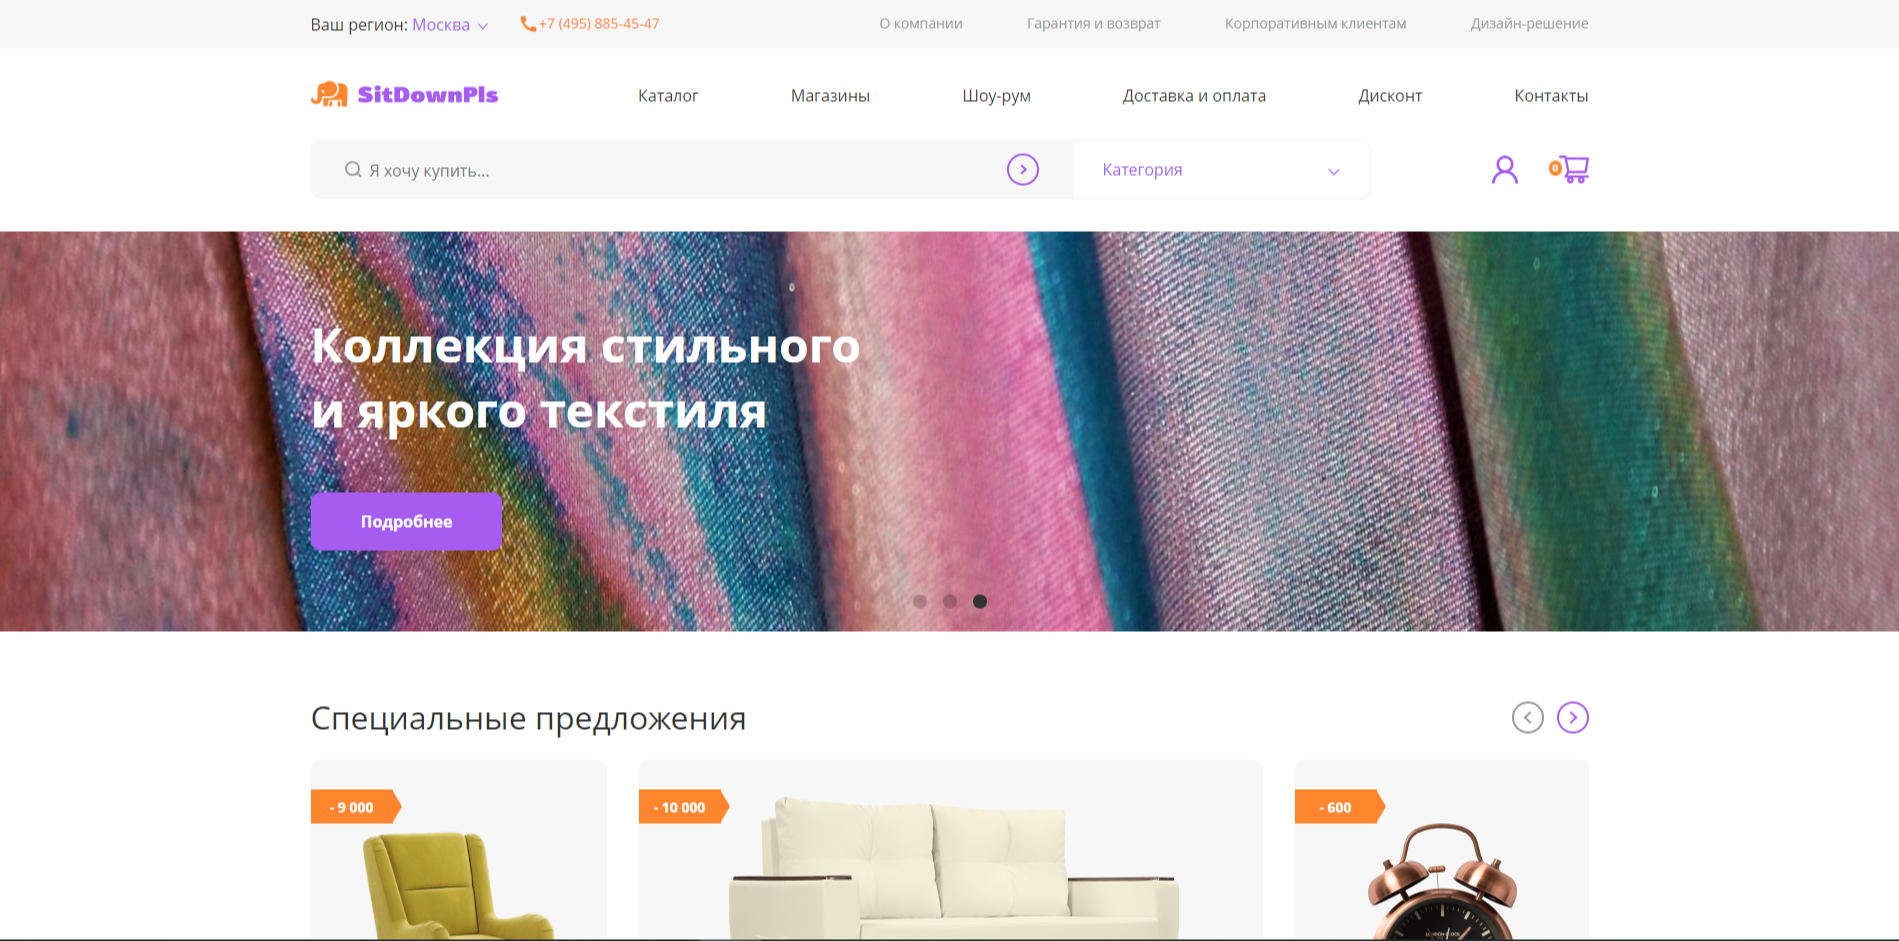 Ваш регион: Москва
+7 (495) 885-45-47
О компании
Гарантия и возврат
Корпоративным клиентам
Дизайн-решение
SitDownPls
Каталог
Магазины
Шоу-рум
Доставка и оплата
Дисконт
Контакты
Я хочу купить...
Категория
0
Коллекция стильного
и яркого текстиля
Подробнее
Специальные предложения
- 9 000
- 10 000
- 600